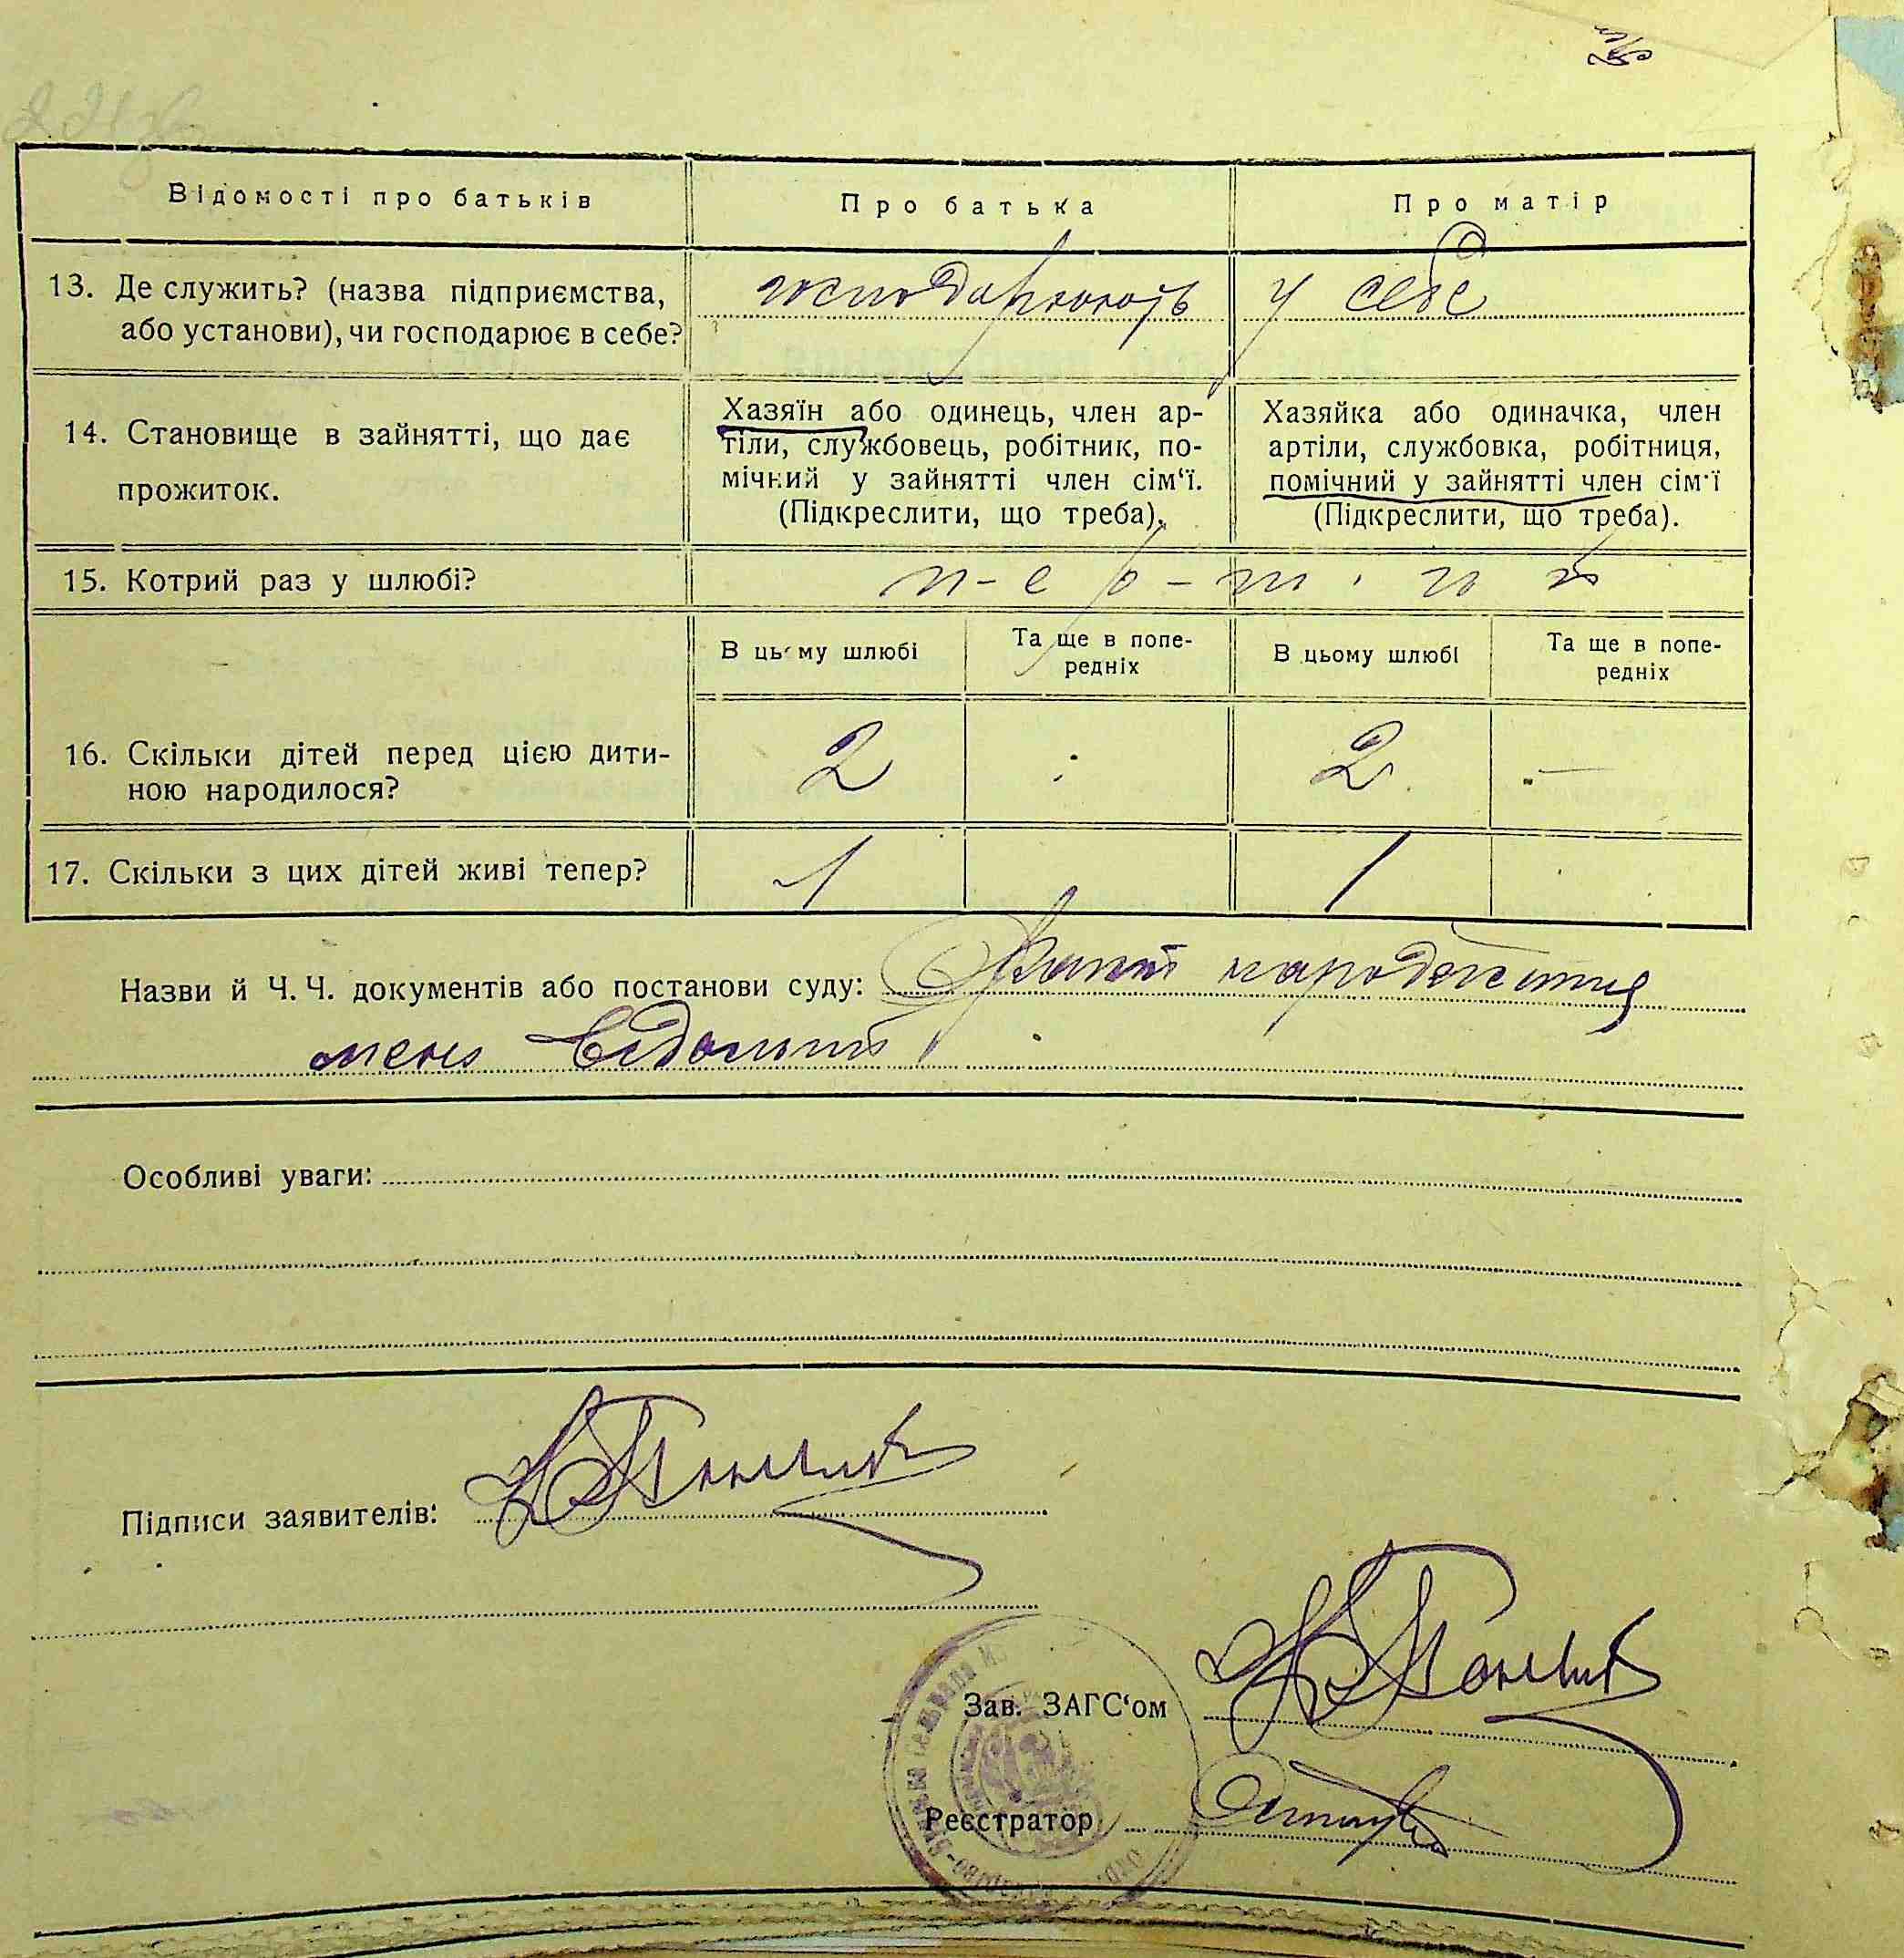 Відомості про батьків
Про батька
Про матір
13. Де служить? (назва підприємства,
або установи), чи господарює в себе?
господарюють у себе
14. Становище в зайнятті, що дає
прожиток.
Хазяїн або одинець, член ар-
тіли, службовець, робітник, по-
мічний у зайнятті член сім‘ї.
(Підкреслити, що треба).
Хазяйка або одиначка, член
артіли, службовка, робітниця,
помічний у зайнятті член сім‘ї
(Підкреслити, що треба).
15. Котрий раз у шлюбі?
п-е р-ш и й
В цьому шлюбі
Та ще в попе-
редніх
В цьому шлюбі
Та ще в попе-
редніх
16. Скільки дітей перед цією дити-
ною народилося?
2
2 -
17. Скільки з цих дітей живі тепер?
1
1
Назви й Ч. Ч. документів або постанови суду: Факт народження
мені відомий
Особливі уваги:
Підписи заявителів:
Зав. ЗАГС‘ом
Реєстратор